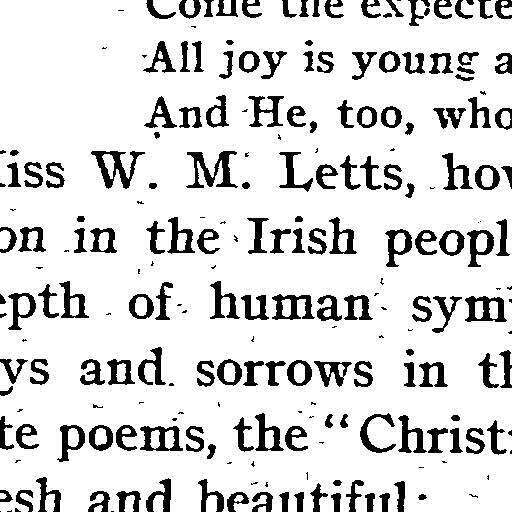 Come the expecte
All joy is young a
And He, too, who
iss W. M. Letts, how
on in the Irish peopl
epth of human sym
ys and sorrows in th
te poems, the "Christ
esh and beautiful: